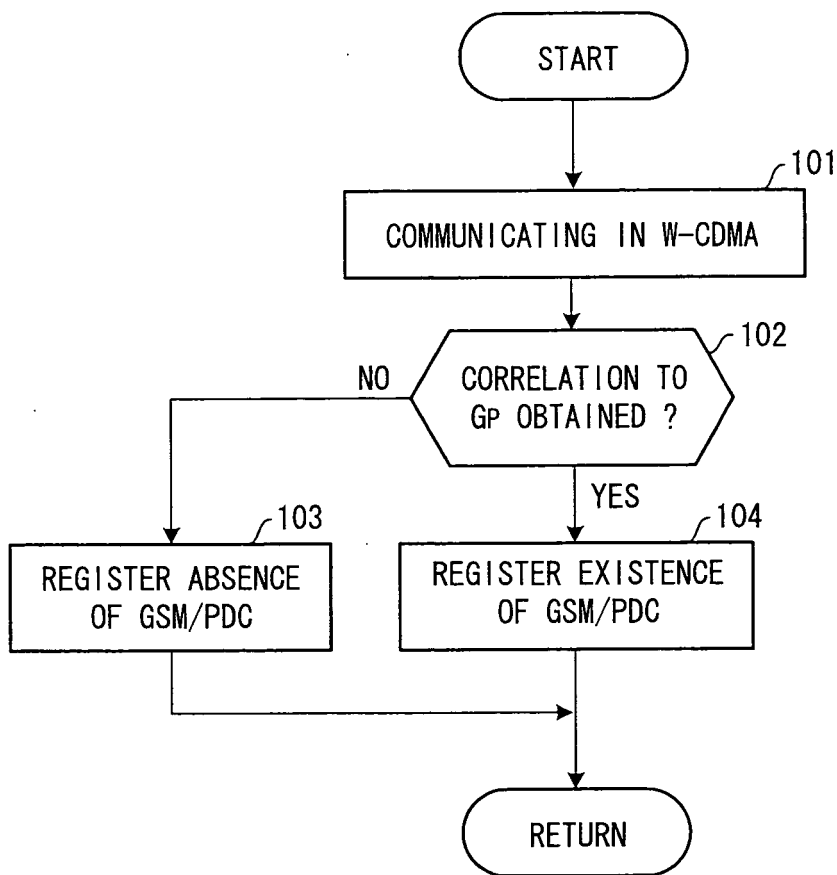 START
101
COMMUNICATING IN W-CDMA
102
CORRELATION TO
GP OBTAINED ?
NO
YES
103
REGISTER ABSENCE
OF GSM/PDC
104
REGISTER EXISTENCE
OF GSM/PDC
RETURN